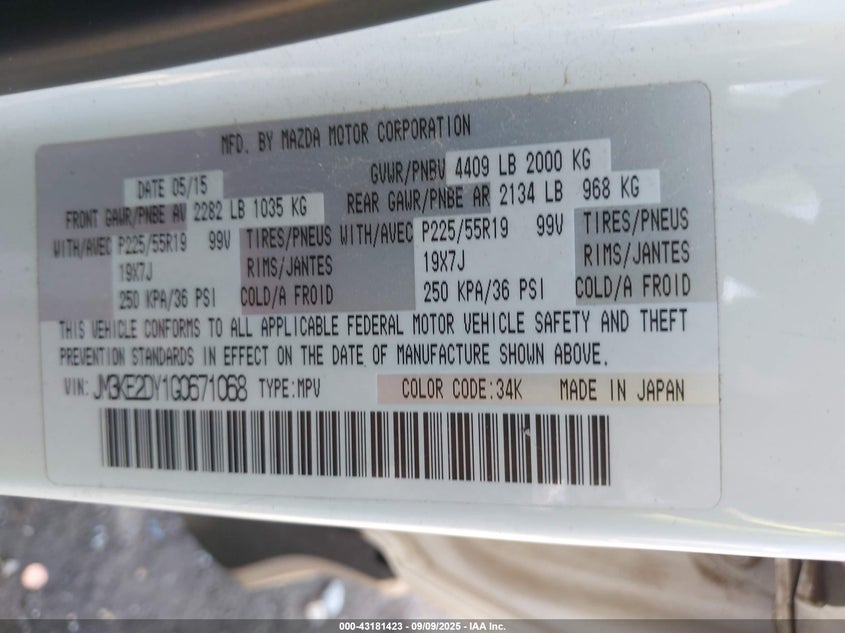 MFD. BY MAZDA MOTOR CORPORATION
DATE 05/15 GVWR/PNBV 4409 LB 2000 KG
FRONT GAWR/PNBE AV 2282 LB 1035 KG REAR GAWR/PNBE AR 2134 LB 968 KG
WITH/AVEC P225/55R19 99V TIRES/PNEUS WITH/AVEC P225/55R19 99V TIRES/PNEUS
19X7J RIMS/JANTES 19X7J RIMS/JANTES
250 KPA/36 PSI COLD/A FROID 250 KPA/36 PSI COLD/A FROID
THIS VEHICLE CONFORMS TO ALL APPLICABLE FEDERAL MOTOR VEHICLE SAFETY AND THEFT
PREVENTION STANDARDS IN EFFECT ON THE DATE OF MANUFACTURE SHOWN ABOVE.
VIN: JM3KE2DY1G0671068 TYPE:MPV COLOR CODE:34K MADE IN JAPAN
000-43181423 | 09/09/2025 - IAA Inc.